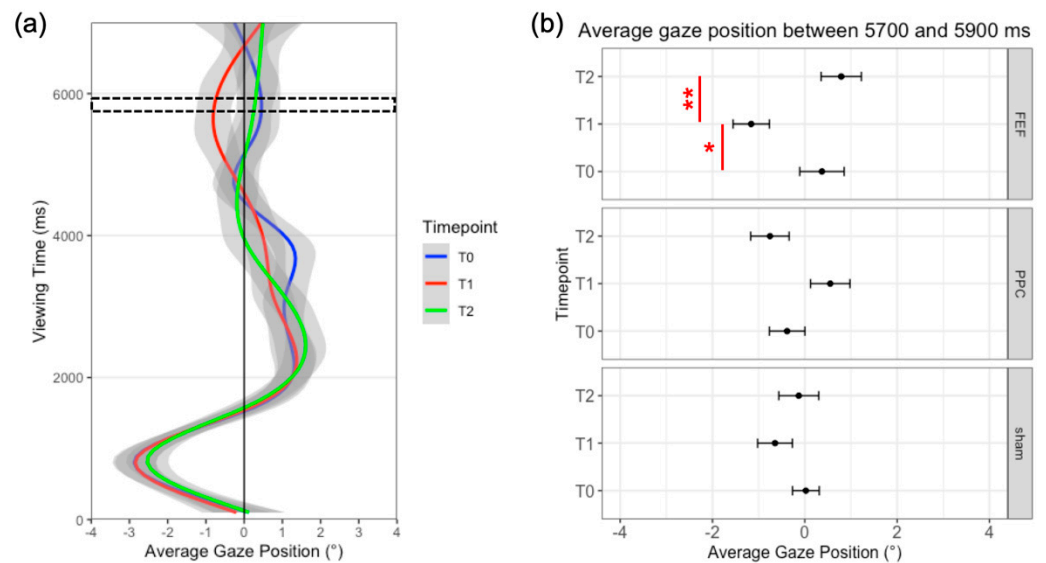 (a)
6000
4000
2000
0
-4 -3 -2 -1 0 1 2 3 4
Viewing Time (ms)
Average Gaze Position (°)
Timepoint
T0
T1
T2
(b) Average gaze position between 5700 and 5900 ms
T2
T1
T0
**
*
FEF
T2
T1
T0
PPC
T2
T1
T0
sham
Timepoint
-4 -2 0 2 4
Average Gaze Position (°)